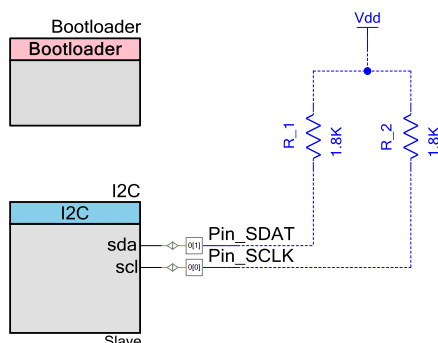 Vdd
Bootloader
Bootloader
R_1
1.8K
R_2
1.8K
I2C
I2C
sda
0[1]
Pin_SDAT
scl
0[0]
Pin_SCLK
Slave